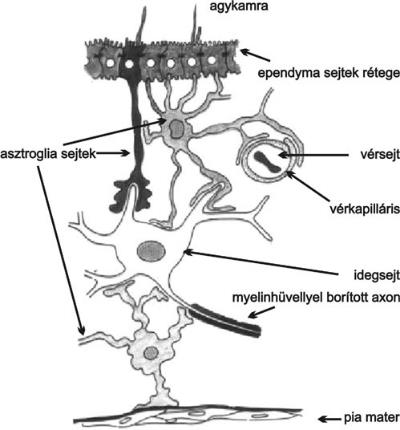 agykamra
ependyma sejtek rétege
asztroglia sejtek
vérsejt
vérkapilláris
idegsejt
myelinhüvellyel borított axon
pia mater